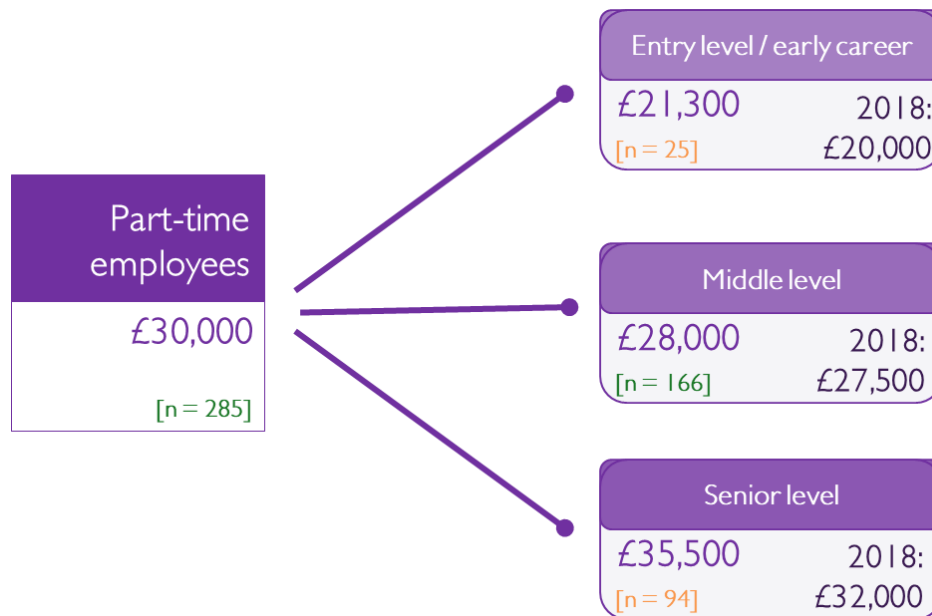 Part-time
employees
£30,000
[n = 285]
Entry level / early career
£21,300
2018:
[n = 25]
£20,000
Middle level
£28,000
2018:
[n = 166]
£27,500
Senior level
£35,500
2018:
[n = 94]
£32,000